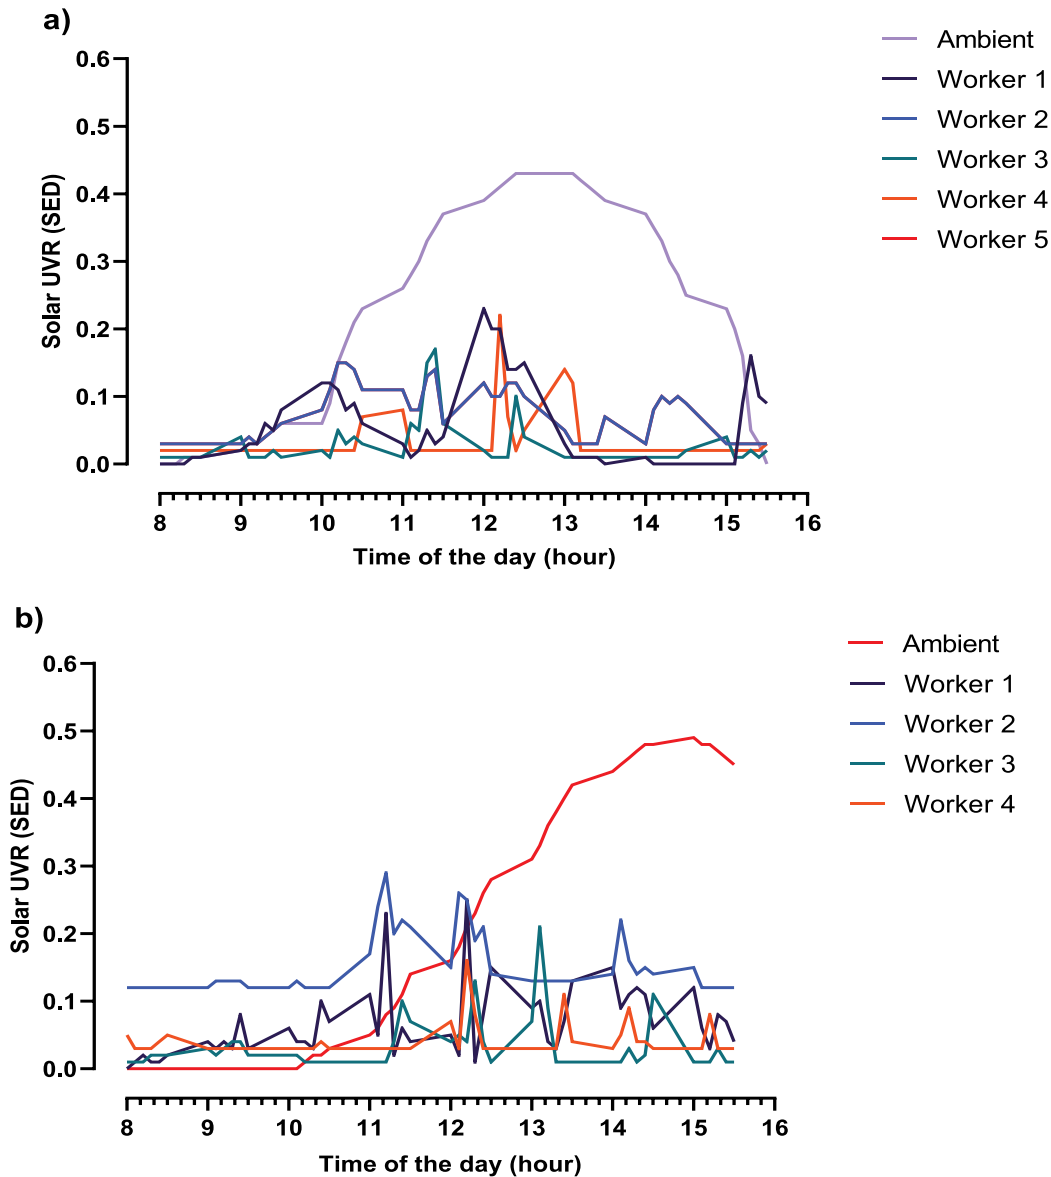 a)
Ambient
Worker 1
Worker 2
Worker 3
Worker 4
Worker 5
Solar UVR (SED)
0.6
0.5
0.4
0.3
0.2
0.1
0.0
8 9 10 11 12 13 14 15 16
Time of the day (hour)
b)
Ambient
Worker 1
Worker 2
Worker 3
Worker 4
Solar UVR (SED)
0.6
0.5
0.4
0.3
0.2
0.1
0.0
8 9 10 11 12 13 14 15 16
Time of the day (hour)